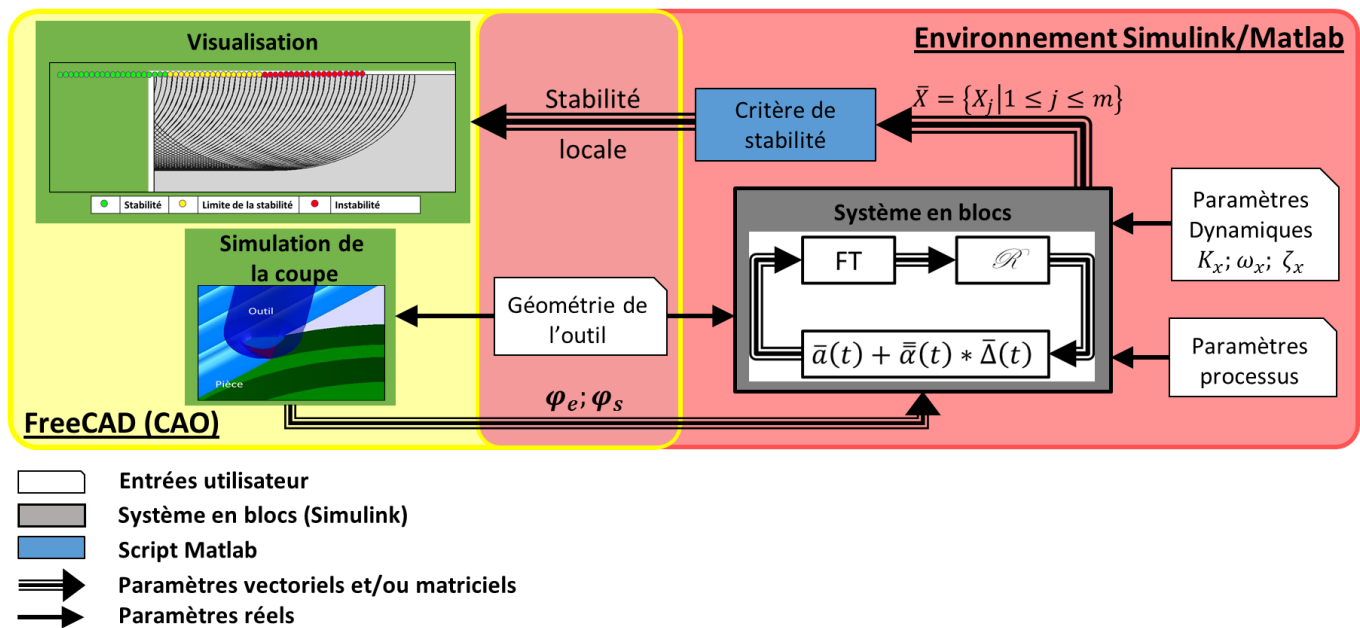 Visualisation
Stabilité
Limite de la stabilité
Instabilité
Environnement Simulink/Matlab
Stabilité
locale
Critère de
stabilité
X̄ = {X_j|1 ≤ j ≤ m}
Simulation de
la coupe
Outil
Pièce
Géométrie de
l'outil
Système en blocs
FT
ℛ
ā(t) + ᾱ̄(t) * Δ̄(t)
Paramètres
Dynamiques
K_x; ω_x; ζ_x
Paramètres
processus
φ_e; φ_s
FreeCAD (CAO)
Entrées utilisateur
Système en blocs (Simulink)
Script Matlab
Paramètres vectoriels et/ou matriciels
Paramètres réels